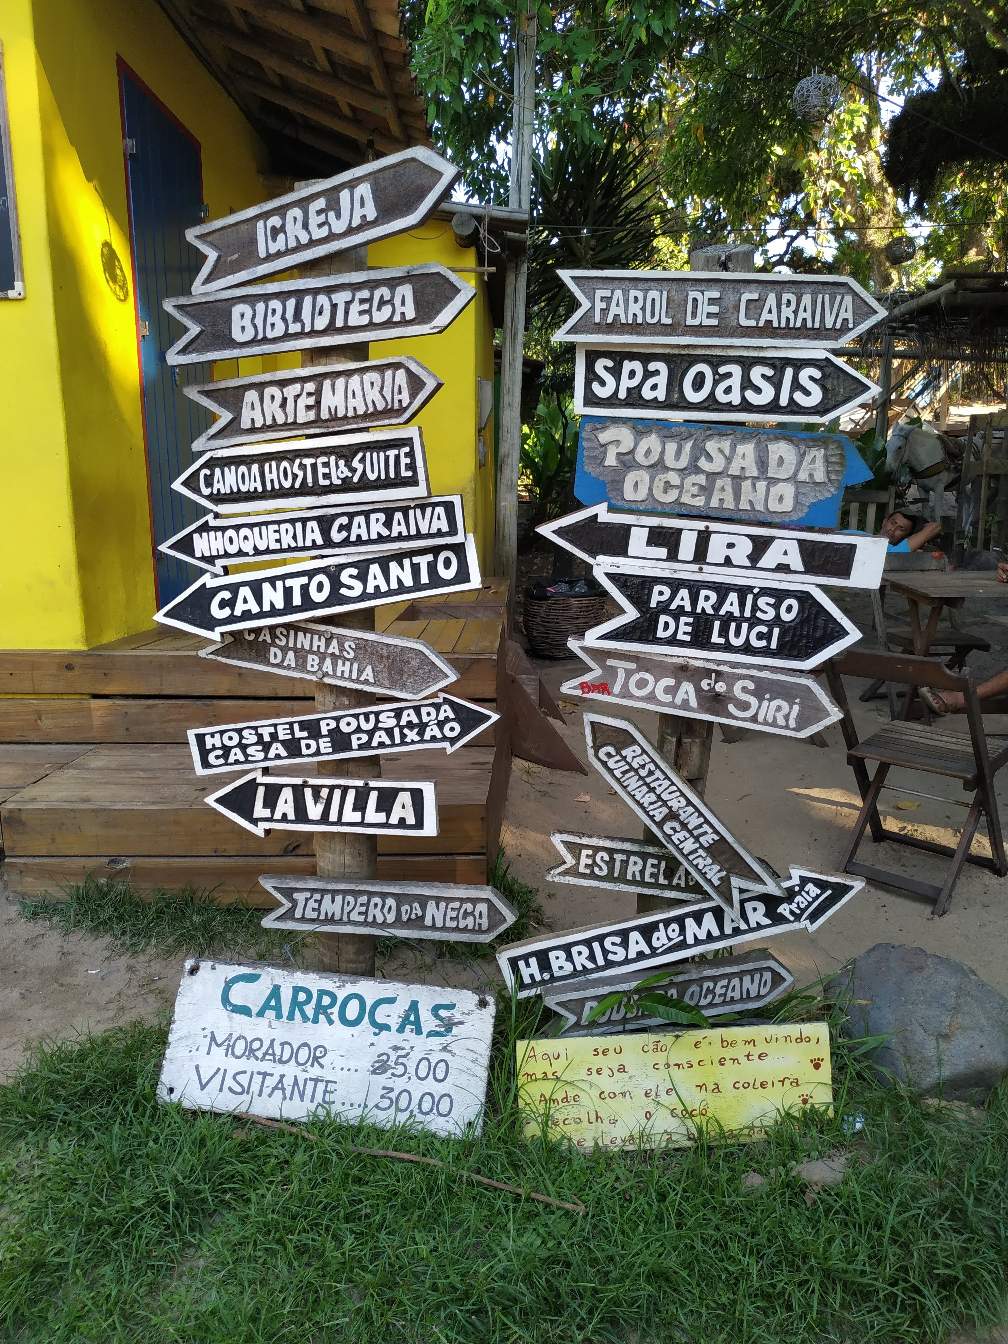 IGREJA
BIBLIOTECA
ARTE MARIA
CANOA HOSTEL & SUITE
NHOQUERIA CARAIVA
CANTO SANTO
CASINHAS
DA BAHIA
HOSTEL POUSADA
CASA DE PAIXÃO
LA VILLA
TEMPERO DA NEGA
CARROÇAS
MORADOR.... 25,00
VISITANTE... 30,00
FAROL DE CARAIVA
SPA OASIS
POUSADA
OCEANO
LIRA
PARAÍSO
DE LUCI
BAR TOCA do SIRI
RESTAURANTE
CULINARIA CENTRAL
ESTRELA
H. BRISA do MAR Praia
OCEANO
Aqui seu cão é bem vindo,
mas seja consciente...
Ande com ele na coleira
o cocô